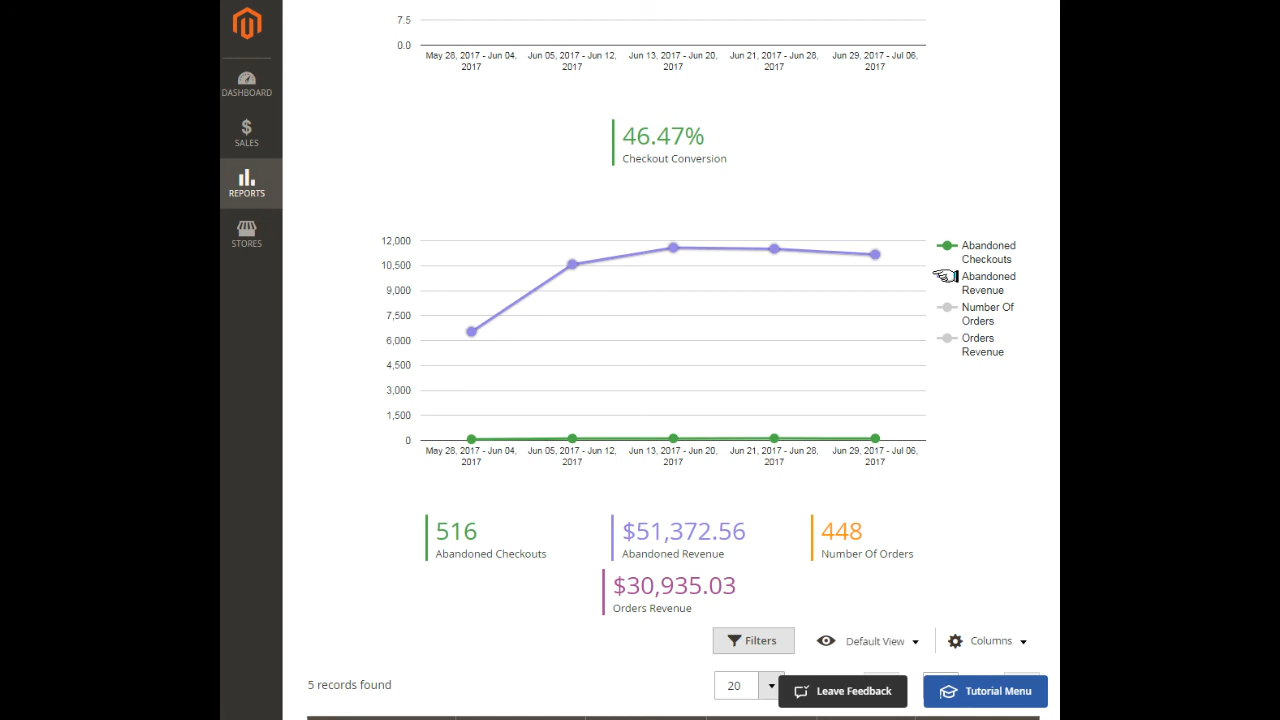 7.5
0.0
May 28, 2017 - Jun 04, 2017
Jun 05, 2017 - Jun 12, 2017
Jun 13, 2017 - Jun 20, 2017
Jun 21, 2017 - Jun 28, 2017
Jun 29, 2017 - Jul 06, 2017
DASHBOARD
SALES
REPORTS
STORES
46.47%
Checkout Conversion
12,000
10,500
9,000
7,500
6,000
4,500
3,000
1,500
0
Abandoned
Checkouts
Abandoned
Revenue
Number Of
Orders
Orders
Revenue
May 28, 2017 - Jun 04, 2017
Jun 05, 2017 - Jun 12, 2017
Jun 13, 2017 - Jun 20, 2017
Jun 21, 2017 - Jun 28, 2017
Jun 29, 2017 - Jul 06, 2017
516
Abandoned Checkouts
$51,372.56
Abandoned Revenue
448
Number Of Orders
$30,935.03
Orders Revenue
Filters
Default View
Columns
5 records found
20
Leave Feedback
Tutorial Menu